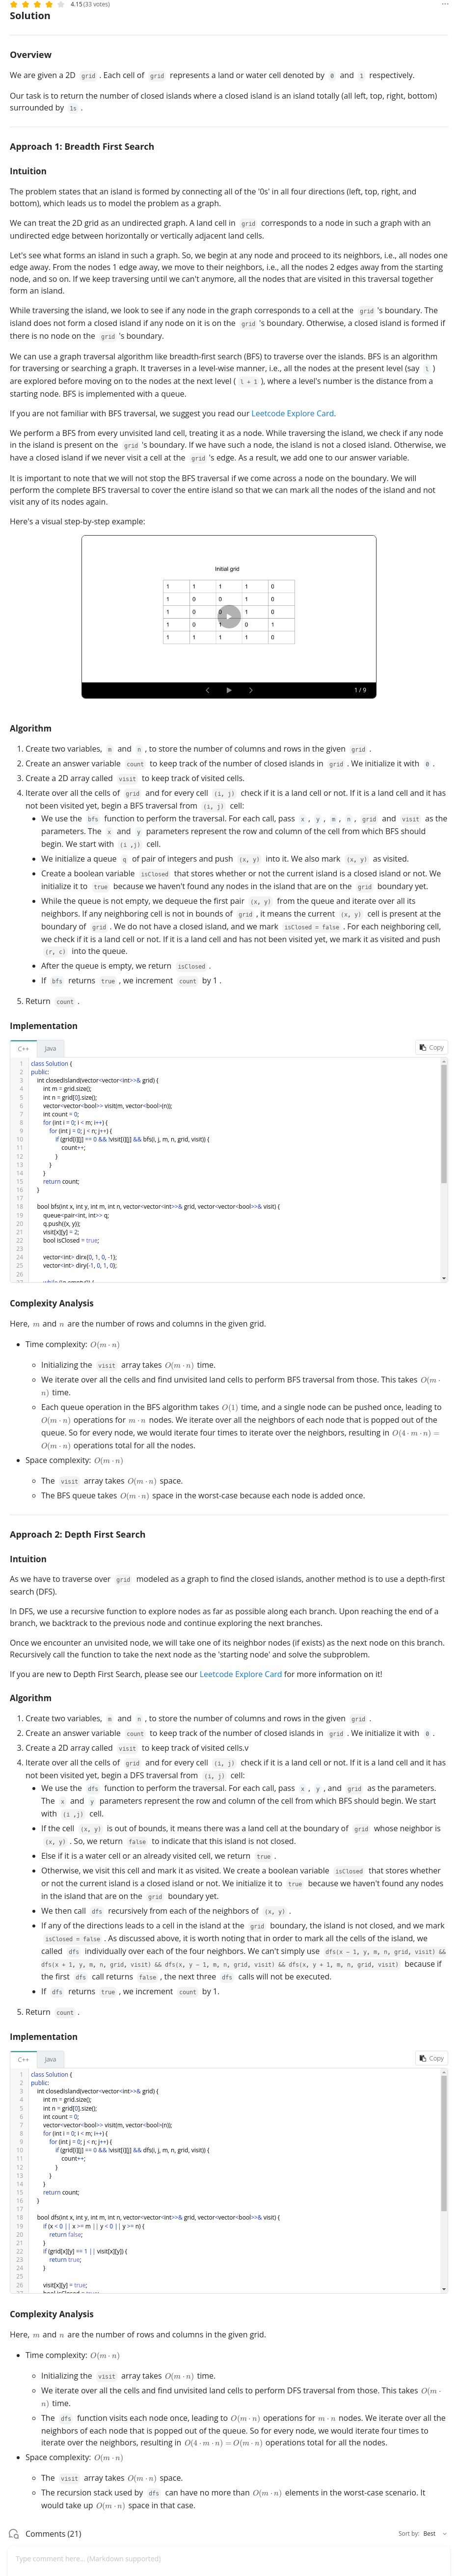 4.15 (33 votes)
Solution
Overview
We are given a 2D grid . Each cell of grid represents a land or water cell denoted by 0 and 1 respectively.
Our task is to return the number of closed islands where a closed island is an island totally (all left, top, right, bottom)
surrounded by 1s .
Approach 1: Breadth First Search
Intuition
The problem states that an island is formed by connecting all of the '0s' in all four directions (left, top, right, and
bottom), which leads us to model the problem as a graph.
We can treat the 2D grid as an undirected graph. A land cell in grid corresponds to a node in such a graph with an
undirected edge between horizontally or vertically adjacent land cells.
Let's see what forms an island in such a graph. So, we begin at any node and proceed to its neighbors, i.e., all nodes one
edge away. From the nodes 1 edge away, we move to their neighbors, i.e., all the nodes 2 edges away from the starting
node, and so on. If we keep traversing until we can't anymore, all the nodes that are visited in this traversal together
form an island.
While traversing the island, we look to see if any node in the graph corresponds to a cell at the grid 's boundary. The
island does not form a closed island if any node on it is on the grid 's boundary. Otherwise, a closed island is formed if
there is no node on the grid 's boundary.
We can use a graph traversal algorithm like breadth-first search (BFS) to traverse over the islands. BFS is an algorithm
for traversing or searching a graph. It traverses in a level-wise manner, i.e., all the nodes at the present level (say l )
are explored before moving on to the nodes at the next level ( l + 1 ), where a level's number is the distance from a
starting node. BFS is implemented with a queue.
If you are not familiar with BFS traversal, we suggest you read our Leetcode Explore Card.
We perform a BFS from every unvisited land cell, treating it as a node. While traversing the island, we check if any node
in the island is present on the grid 's boundary. If we have such a node, the island is not a closed island. Otherwise, we
have a closed island if we never visit a cell at the grid 's edge. As a result, we add one to our answer variable.
It is important to note that we will not stop the BFS traversal if we come across a node on the boundary. We will
perform the complete BFS traversal to cover the entire island so that we can mark all the nodes of the island and not
visit any of its nodes again.
Here's a visual step-by-step example:
Initial grid
1 1 1 1 0
1 0 0 1 0
1 0 0 1 0
1 0 1 0 1
1 1 1 1 0
1 / 9
Algorithm
1. Create two variables, m and n , to store the number of columns and rows in the given grid .
2. Create an answer variable count to keep track of the number of closed islands in grid . We initialize it with 0 .
3. Create a 2D array called visit to keep track of visited cells.
4. Iterate over all the cells of grid and for every cell (i, j) check if it is a land cell or not. If it is a land cell and it has
not been visited yet, begin a BFS traversal from (i, j) cell:
We use the bfs function to perform the traversal. For each call, pass x , y , m , n , grid and visit as the
parameters. The x and y parameters represent the row and column of the cell from which BFS should
begin. We start with (i ,j) cell.
We initialize a queue q of pair of integers and push (x, y) into it. We also mark (x, y) as visited.
Create a boolean variable isClosed that stores whether or not the current island is a closed island or not. We
initialize it to true because we haven't found any nodes in the island that are on the grid boundary yet.
While the queue is not empty, we dequeue the first pair (x, y) from the queue and iterate over all its
neighbors. If any neighboring cell is not in bounds of grid , it means the current (x, y) cell is present at the
boundary of grid . We do not have a closed island, and we mark isClosed = false . For each neighboring cell,
we check if it is a land cell or not. If it is a land cell and has not been visited yet, we mark it as visited and push
(r, c) into the queue.
After the queue is empty, we return isClosed .
If bfs returns true , we increment count by 1 .
5. Return count .
Implementation
C++ Java Copy
1 class Solution {
2 public:
3 int closedIsland(vector<vector<int>>& grid) {
4 int m = grid.size();
5 int n = grid[0].size();
6 vector<vector<bool>> visit(m, vector<bool>(n));
7 int count = 0;
8 for (int i = 0; i < m; i++) {
9 for (int j = 0; j < n; j++) {
10 if (grid[i][j] == 0 && !visit[i][j] && bfs(i, j, m, n, grid, visit)) {
11 count++;
12 }
13 }
14 }
15 return count;
16 }
17
18 bool bfs(int x, int y, int m, int n, vector<vector<int>>& grid, vector<vector<bool>>& visit) {
19 queue<pair<int, int>> q;
20 q.push({x, y});
21 visit[x][y] = 2;
22 bool isClosed = true;
23
24 vector<int> dirx{0, 1, 0, -1};
25 vector<int> diry{-1, 0, 1, 0};
26
Complexity Analysis
Here, m and n are the number of rows and columns in the given grid.
Time complexity: O(m · n)
Initializing the visit array takes O(m · n) time.
We iterate over all the cells and find unvisited land cells to perform BFS traversal from those. This takes O(m ·
n) time.
Each queue operation in the BFS algorithm takes O(1) time, and a single node can be pushed once, leading to
O(m · n) operations for m · n nodes. We iterate over all the neighbors of each node that is popped out of the
queue. So for every node, we would iterate four times to iterate over the neighbors, resulting in O(4 · m · n) =
O(m · n) operations total for all the nodes.
Space complexity: O(m · n)
The visit array takes O(m · n) space.
The BFS queue takes O(m · n) space in the worst-case because each node is added once.
Approach 2: Depth First Search
Intuition
As we have to traverse over grid modeled as a graph to find the closed islands, another method is to use a depth-first
search (DFS).
In DFS, we use a recursive function to explore nodes as far as possible along each branch. Upon reaching the end of a
branch, we backtrack to the previous node and continue exploring the next branches.
Once we encounter an unvisited node, we will take one of its neighbor nodes (if exists) as the next node on this branch.
Recursively call the function to take the next node as the 'starting node' and solve the subproblem.
If you are new to Depth First Search, please see our Leetcode Explore Card for more information on it!
Algorithm
1. Create two variables, m and n , to store the number of columns and rows in the given grid .
2. Create an answer variable count to keep track of the number of closed islands in grid . We initialize it with 0 .
3. Create a 2D array called visit to keep track of visited cells.v
4. Iterate over all the cells of grid and for every cell (i, j) check if it is a land cell or not. If it is a land cell and it has
not been visited yet, begin a DFS traversal from (i, j) cell:
We use the dfs function to perform the traversal. For each call, pass x , y , and grid as the parameters.
The x and y parameters represent the row and column of the cell from which BFS should begin. We start
with (i ,j) cell.
If the cell (x, y) is out of bounds, it means there was a land cell at the boundary of grid whose neighbor is
(x, y) . So, we return false to indicate that this island is not closed.
Else if it is a water cell or an already visited cell, we return true .
Otherwise, we visit this cell and mark it as visited. We create a boolean variable isClosed that stores whether
or not the current island is a closed island or not. We initialize it to true because we haven't found any nodes
in the island that are on the grid boundary yet.
We then call dfs recursively from each of the neighbors of (x, y) .
If any of the directions leads to a cell in the island at the grid boundary, the island is not closed, and we mark
isClosed = false . As discussed above, it is worth noting that in order to mark all the cells of the island, we
called dfs individually over each of the four neighbors. We can't simply use dfs(x − 1, y, m, n, grid, visit) &&
dfs(x + 1, y, m, n, grid, visit) && dfs(x, y − 1, m, n, grid, visit) && dfs(x, y + 1, m, n, grid, visit) because if
the first dfs call returns false , the next three dfs calls will not be executed.
If dfs returns true , we increment count by 1.
5. Return count .
Implementation
C++ Java Copy
1 class Solution {
2 public:
3 int closedIsland(vector<vector<int>>& grid) {
4 int m = grid.size();
5 int n = grid[0].size();
6 int count = 0;
7 vector<vector<bool>> visit(m, vector<bool>(n));
8 for (int i = 0; i < m; i++) {
9 for (int j = 0; j < n; j++) {
10 if (grid[i][j] == 0 && !visit[i][j] && dfs(i, j, m, n, grid, visit)) {
11 count++;
12 }
13 }
14 }
15 return count;
16 }
17
18 bool dfs(int x, int y, int m, int n, vector<vector<int>>& grid, vector<vector<bool>>& visit) {
19 if (x < 0 || x >= m || y < 0 || y >= n) {
20 return false;
21 }
22 if (grid[x][y] == 1 || visit[x][y]) {
23 return true;
24 }
25
26 visit[x][y] = true;
Complexity Analysis
Here, m and n are the number of rows and columns in the given grid.
Time complexity: O(m · n)
Initializing the visit array takes O(m · n) time.
We iterate over all the cells and find unvisited land cells to perform DFS traversal from those. This takes O(m ·
n) time.
The dfs function visits each node once, leading to O(m · n) operations for m · n nodes. We iterate over all the
neighbors of each node that is popped out of the queue. So for every node, we would iterate four times to
iterate over the neighbors, resulting in O(4 · m · n) = O(m · n) operations total for all the nodes.
Space complexity: O(m · n)
The visit array takes O(m · n) space.
The recursion stack used by dfs can have no more than O(m · n) elements in the worst-case scenario. It
would take up O(m · n) space in that case.
Comments (21) Sort by: Best
Type comment here... (Markdown supported)